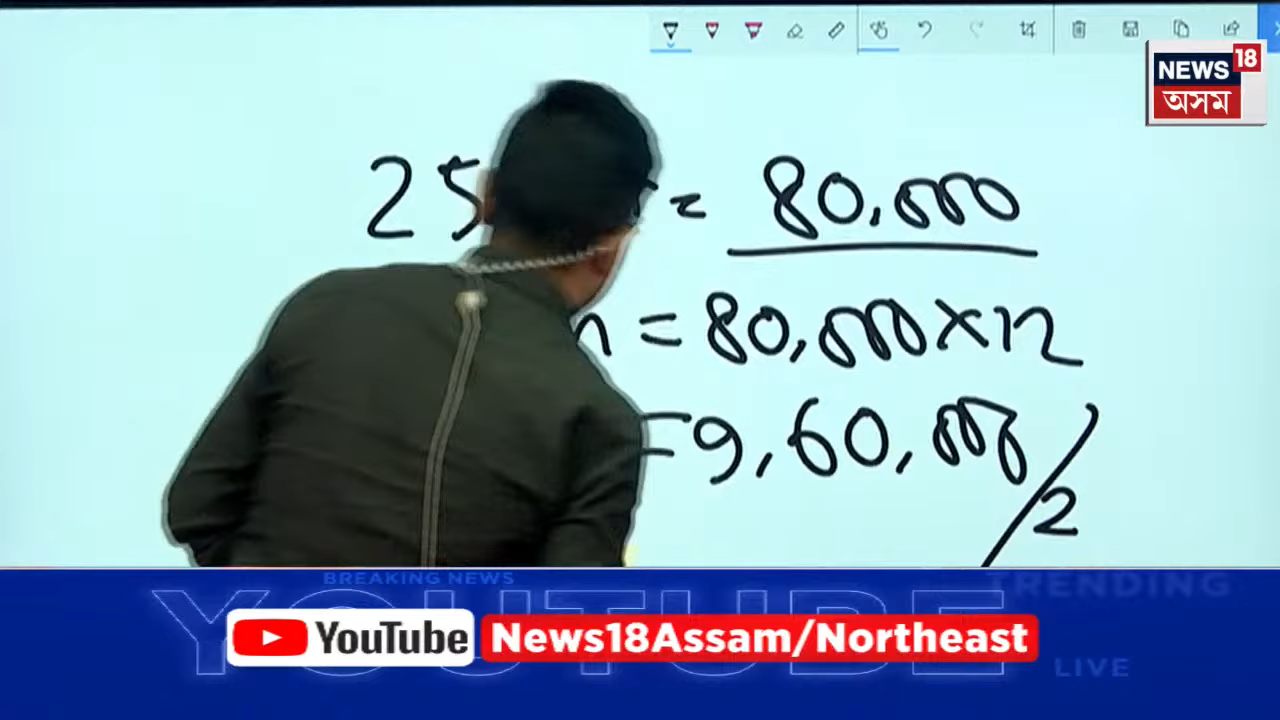 NEWS 18
অসম
25 = 80,000
= 80,000×12
=9,60,000/2
BREAKING NEWS
TRENDING
YOUTUBE
YouTube News18Assam/Northeast
LIVE